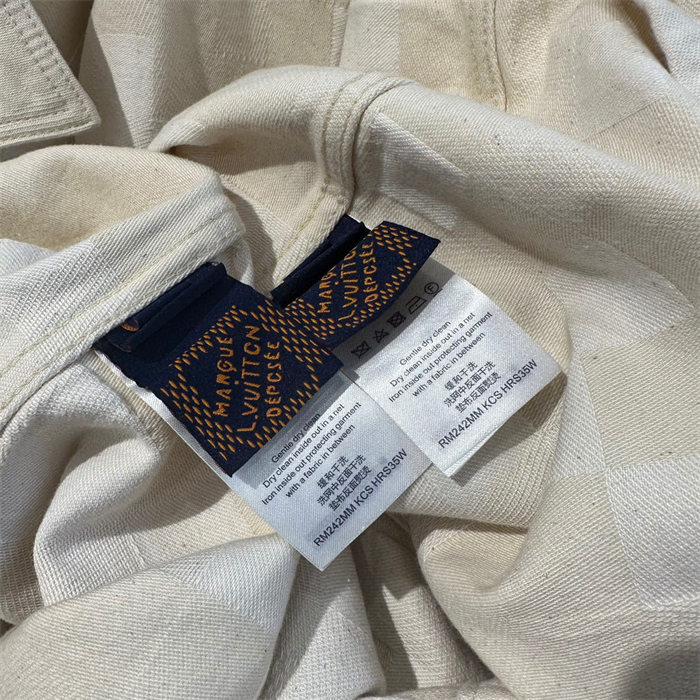 MARQUE
L.VUITTON
DÉPOSÉE
Gentle dry clean
Dry clean inside out in a net
Iron inside out protecting garment
with a fabric in between
缓和干洗
洗网中反面干洗
垫布反面熨烫
RM242MM KCS HRS35W
MARQUE
L.VUITTON
DÉPOSÉE
Gentle dry clean
Dry clean inside out in a net
Iron inside out protecting garment
with a fabric in between
缓和干洗
洗网中反面干洗
垫布反面熨烫
RM242MM KCS HRS35W